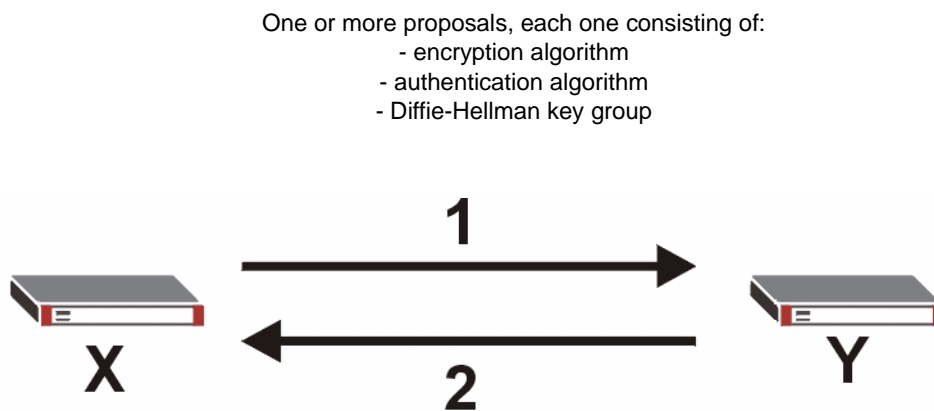 One or more proposals, each one consisting of:
- encryption algorithm
- authentication algorithm
- Diffie-Hellman key group
1
X
Y
2